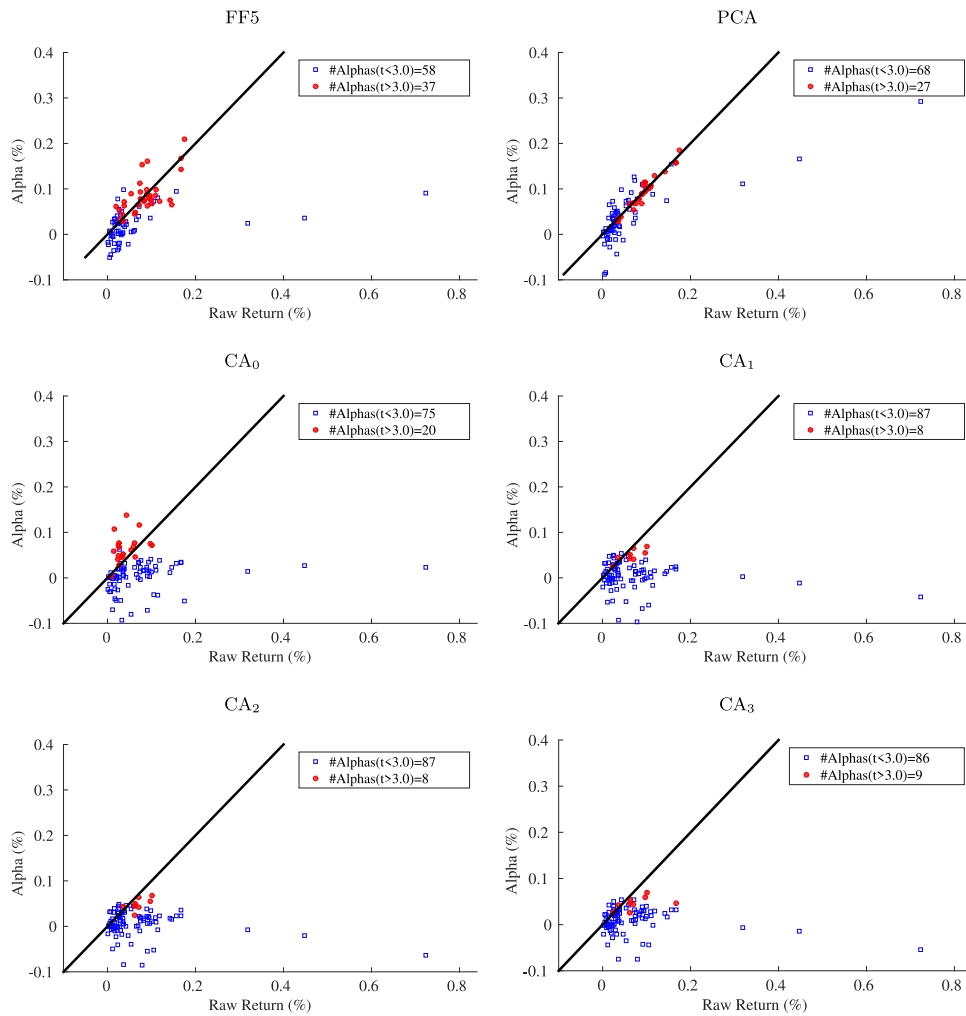 FF5
0.4
0.3
0.2
0.1
0
-0.1
Alpha (%)
#Alphas(t<3.0)=58
#Alphas(t>3.0)=37
0 0.2 0.4 0.6 0.8
Raw Return (%)
PCA
0.4
0.3
0.2
0.1
0
-0.1
Alpha (%)
#Alphas(t<3.0)=68
#Alphas(t>3.0)=27
0 0.2 0.4 0.6 0.8
Raw Return (%)
CA₀
0.4
0.3
0.2
0.1
0
-0.1
Alpha (%)
#Alphas(t<3.0)=75
#Alphas(t>3.0)=20
0 0.2 0.4 0.6 0.8
Raw Return (%)
CA₁
0.4
0.3
0.2
0.1
0
-0.1
Alpha (%)
#Alphas(t<3.0)=87
#Alphas(t>3.0)=8
0 0.2 0.4 0.6 0.8
Raw Return (%)
CA₂
0.4
0.3
0.2
0.1
0
-0.1
Alpha (%)
#Alphas(t<3.0)=87
#Alphas(t>3.0)=8
0 0.2 0.4 0.6 0.8
Raw Return (%)
CA₃
0.4
0.3
0.2
0.1
0
-0.1
Alpha (%)
#Alphas(t<3.0)=86
#Alphas(t>3.0)=9
0 0.2 0.4 0.6 0.8
Raw Return (%)